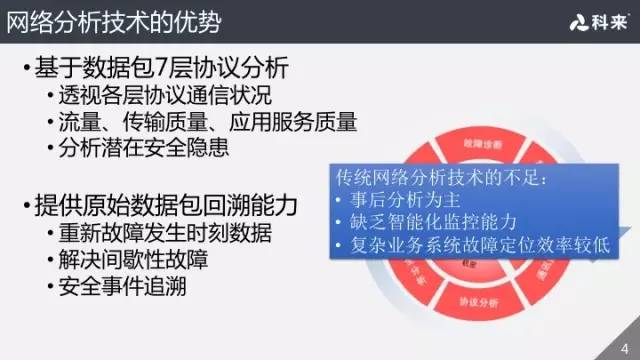 网络分析技术的优势
科来
• 基于数据包7层协议分析
• 透视各层协议通信状况
• 流量、传输质量、应用服务质量
• 分析潜在安全隐患
• 提供原始数据包回溯能力
• 重新故障发生时刻数据
• 解决间歇性故障
• 安全事件追溯
故障诊断
传统网络分析技术的不足：
• 事后分析为主
• 缺乏智能化监控能力
• 复杂业务系统故障定位效率较低
协议分析
4